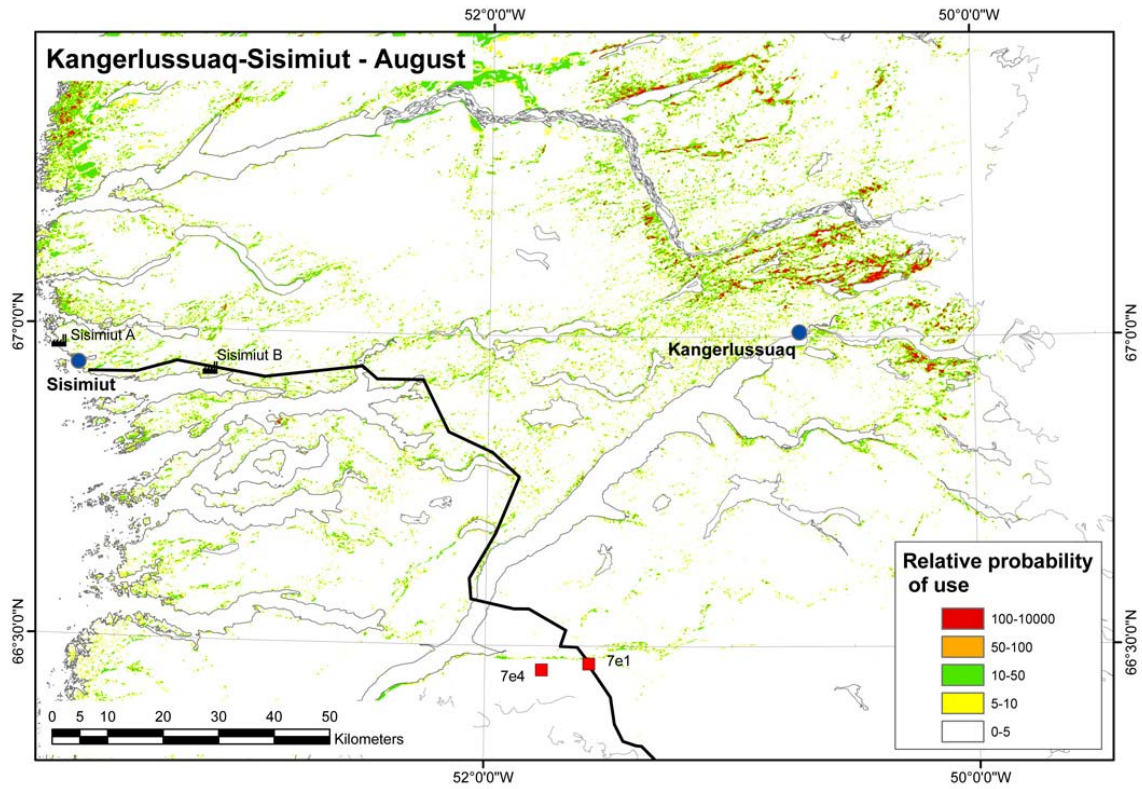 52°0'0"W
50°0'0"W
Kangerlussuaq-Sisimiut - August
67°0'0"N
67°0'0"N
Sisimiut A
Sisimiut B
Sisimiut
Kangerlussuaq
Relative probability
of use
100-10000
50-100
10-50
5-10
0-5
66°30'0"N
66°30'0"N
7e4
7e1
0 5 10 20 30 40 50
Kilometers
52°0'0"W
50°0'0"W